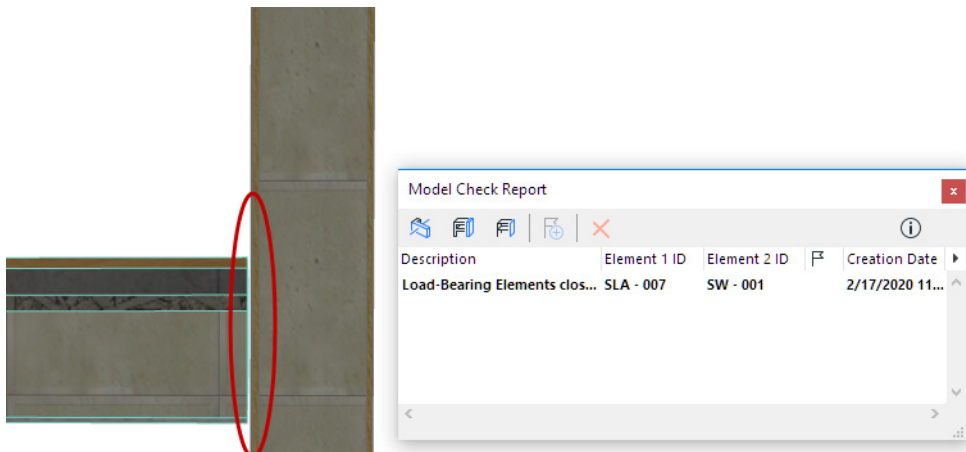 Model Check Report
Description Element 1 ID Element 2 ID Creation Date
Load-Bearing Elements clos... SLA - 007 SW - 001 2/17/2020 11...